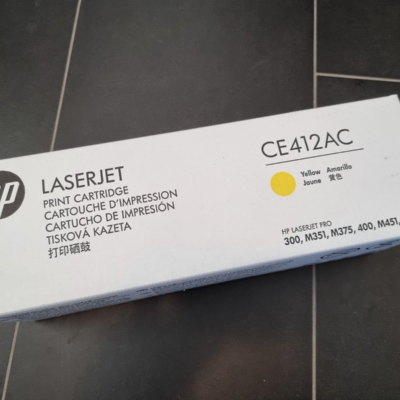 hp
LASERJET
PRINT CARTRIDGE
CARTOUCHE D'IMPRESSION
CARTUCHO DE IMPRESIÓN
TISKOVÁ KAZETA
打印硒鼓
CE412AC
Yellow Amarillo
Jaune 黄色
HP LASERJET PRO
300, M351, M375, 400, M451,